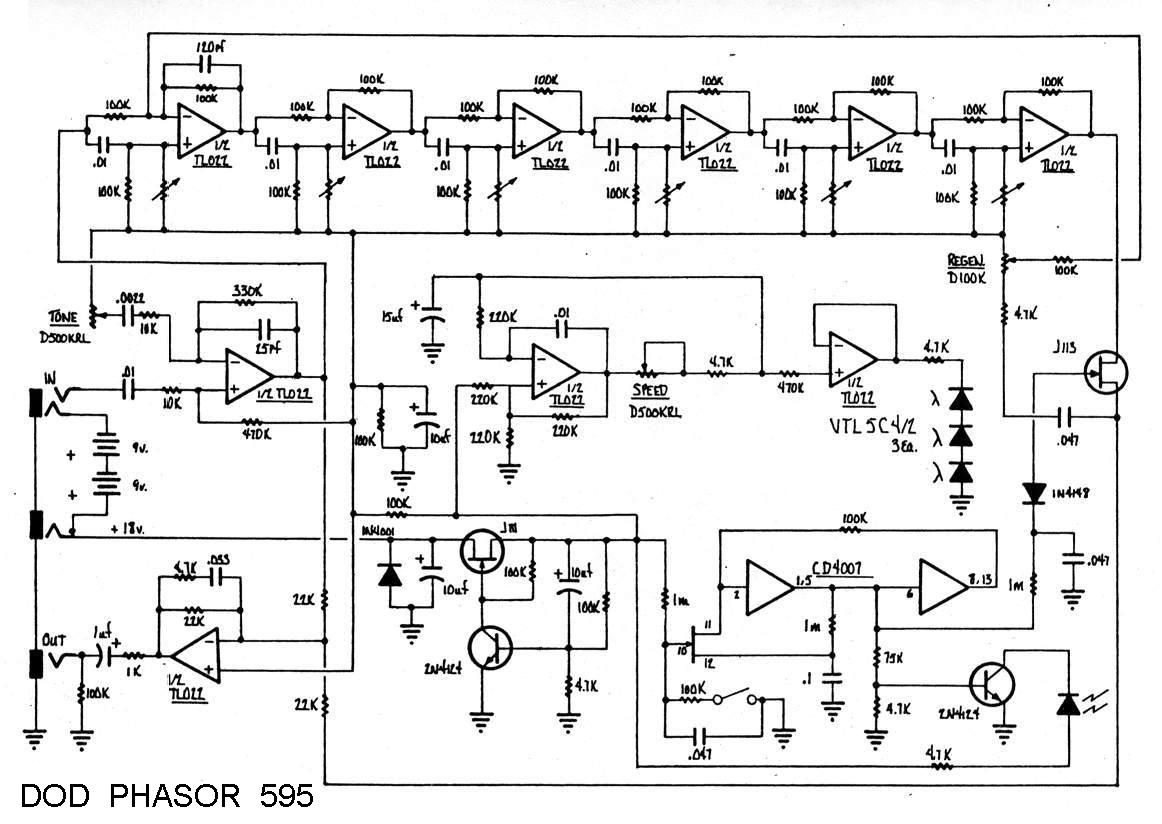 120pf
100K
100K
.01
100K
−
+
1/2
TL022
100K
100K
.01
100K
−
+
1/2
TL022
100K
100K
.01
100K
−
+
1/2
TL022
100K
100K
.01
100K
−
+
1/2
TL022
100K
100K
.01
100K
−
+
1/2
TL022
100K
100K
.01
100K
−
+
1/2
TL022
REGEN
D100K
100K
4.7K
TONE
D500KRL
.0022
10K
330K
25pf
−
+
1/2 TL022
IN
.01
10K
470K
+
9v.
+
9v.
+18v.
100K
+
10uf
100K
15uf
+
220K
.01
−
+
1/2
TL022
220K
220K
220K
SPEED
D500KRL
4.7K
470K
−
+
1/2
TL022
4.7K
λ
λ
λ
VTL 5C4/2
3 Ea.
J113
.047
1N4148
.047
1m
1N4001
+
10uf
J111
100K
+
10uf
100K
2N4124
4.7K
4.7K
.033
22K
−
+
1/2
TL022
OUT
1uf
+
1K
100K
22K
22K
1m
100K
.047
11
10
12
100K
CD4007
2
1,5
6
8,13
1m
.1
75K
4.7K
2N4124
4.7K
DOD PHASOR 595